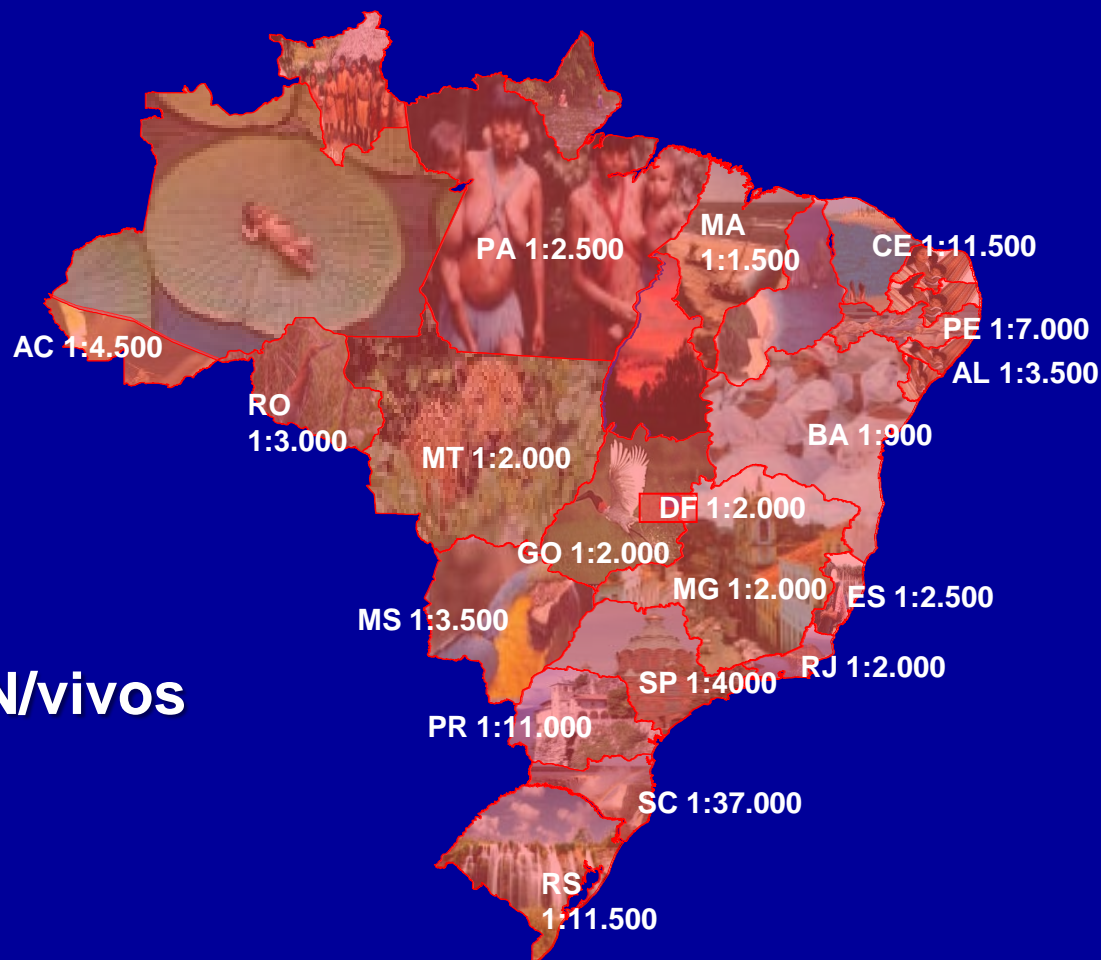 MA
1:1.500
CE 1:11.500
PA 1:2.500
PE 1:7.000
AC 1:4.500
AL 1:3.500
RO
1:3.000
BA 1:900
MT 1:2.000
DF 1:2.000
GO 1:2.000
MG 1:2.000
ES 1:2.500
MS 1:3.500
RJ 1:2.000
SP 1:4000
N/vivos
PR 1:11.000
SC 1:37.000
RS
1:11.500